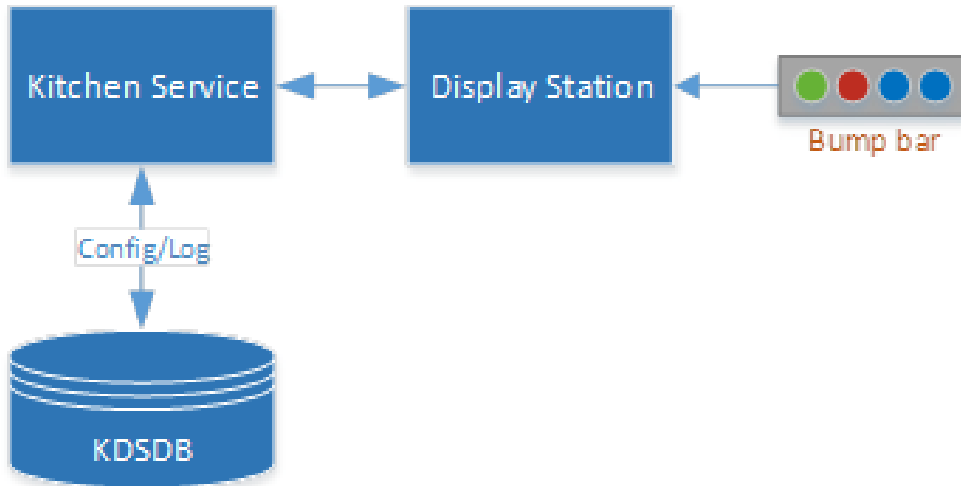 Kitchen Service
Display Station
Bump bar
Config/Log
KDSDB